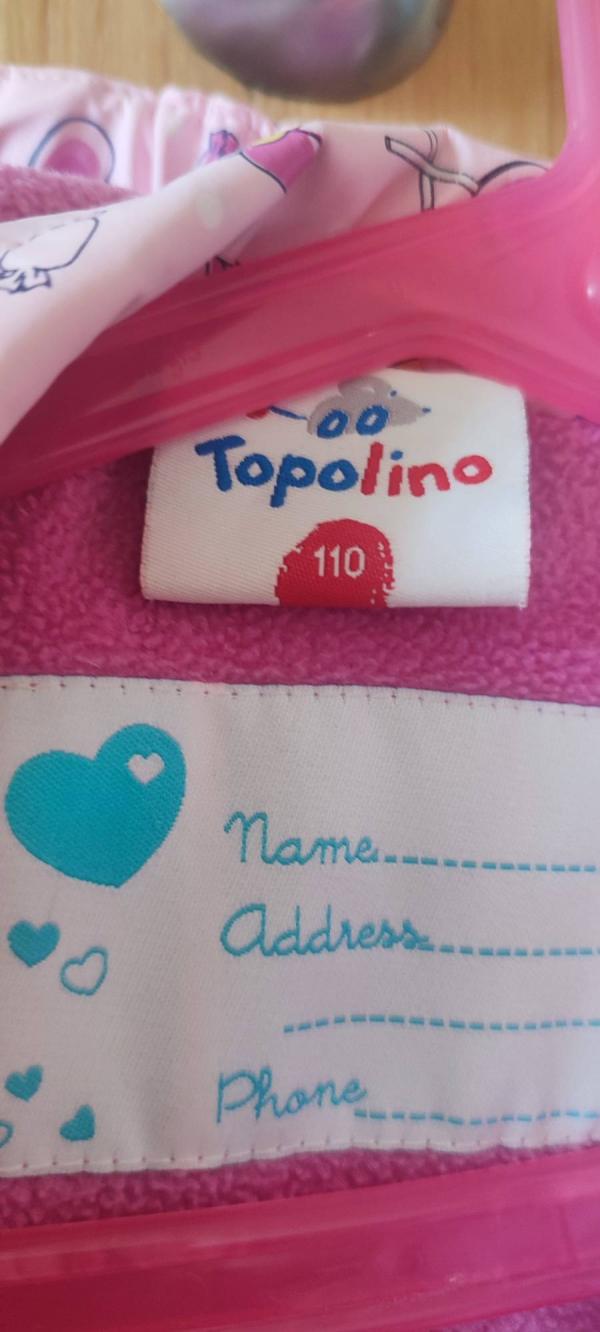 Topolino
110
Name
Address
Phone